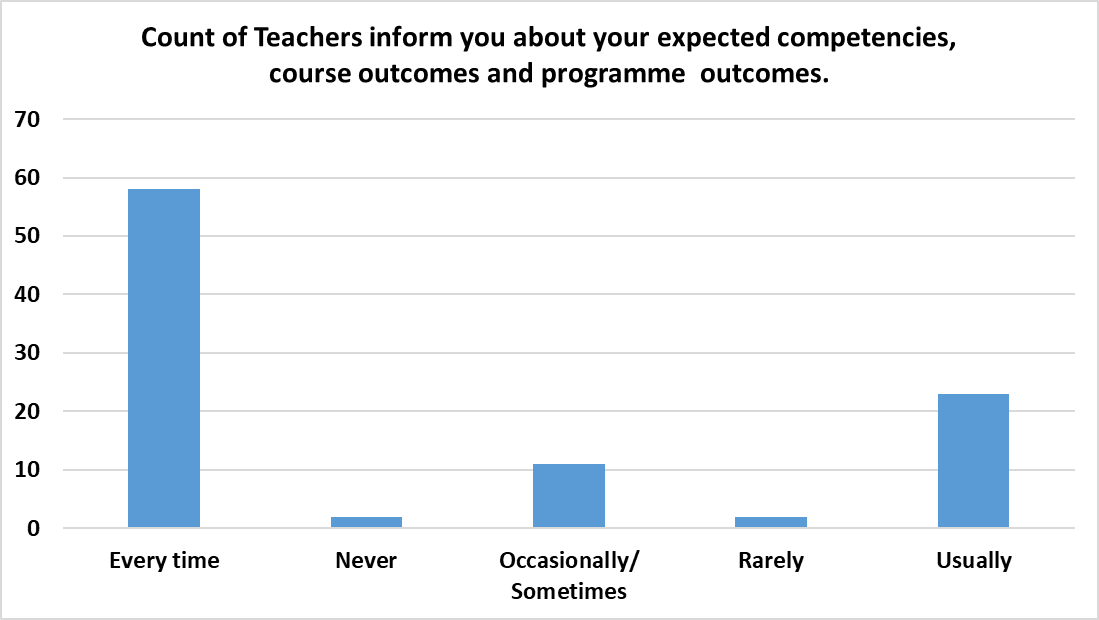 Count of Teachers inform you about your expected competencies,
course outcomes and programme  outcomes.
70
60
50
40
30
20
10
0
Every time
Never
Occasionally/
Sometimes
Rarely
Usually